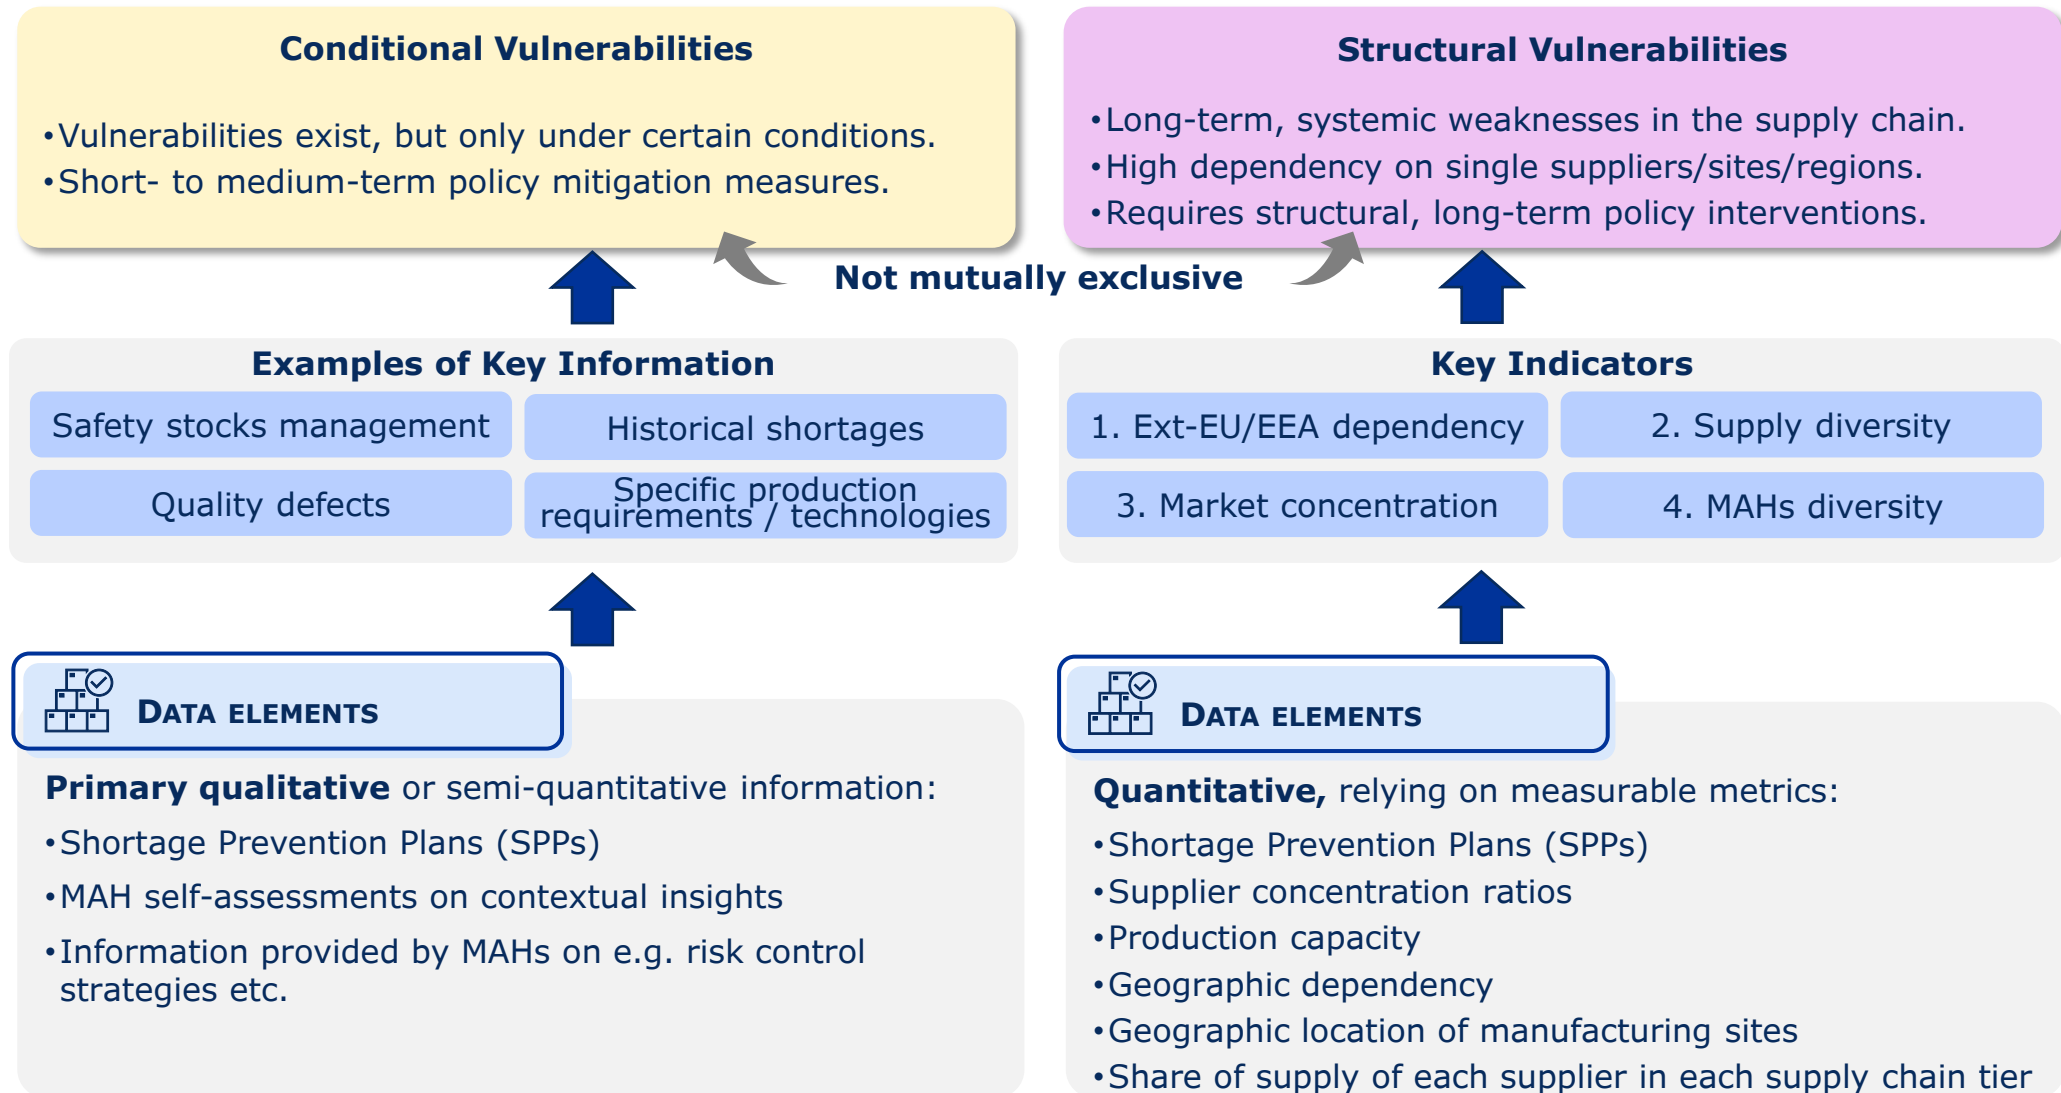 Conditional Vulnerabilities
•Vulnerabilities exist, but only under certain conditions.
•Short- to medium-term policy mitigation measures.
Structural Vulnerabilities
•Long-term, systemic weaknesses in the supply chain.
•High dependency on single suppliers/sites/regions.
•Requires structural, long-term policy interventions.
Not mutually exclusive
Examples of Key Information
Safety stocks management
Historical shortages
Quality defects
Specific production
requirements / technologies
Key Indicators
1. Ext-EU/EEA dependency
2. Supply diversity
3. Market concentration
4. MAHs diversity
DATA ELEMENTS
Primary qualitative or semi-quantitative information:
•Shortage Prevention Plans (SPPs)
•MAH self-assessments on contextual insights
•Information provided by MAHs on e.g. risk control
strategies etc.
DATA ELEMENTS
Quantitative, relying on measurable metrics:
•Shortage Prevention Plans (SPPs)
•Supplier concentration ratios
•Production capacity
•Geographic dependency
•Geographic location of manufacturing sites
•Share of supply of each supplier in each supply chain tier